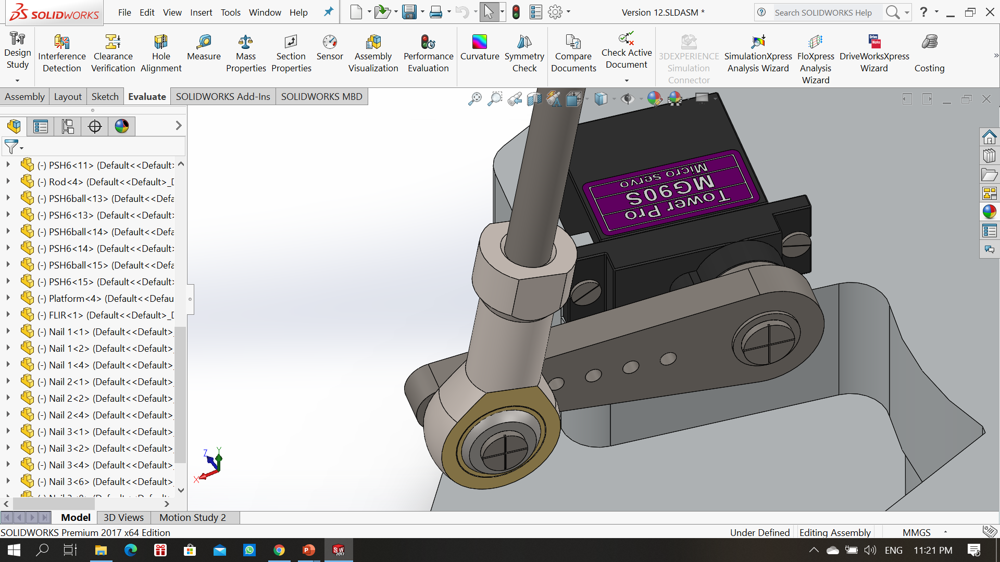 SOLIDWORKS
File Edit View Insert Tools Window Help
Version 12.SLDASM *
Search SOLIDWORKS Help
Design Study
Interference Detection
Clearance Verification
Hole Alignment
Measure
Mass Properties
Section Properties
Sensor
Assembly Visualization
Performance Evaluation
Curvature
Symmetry Check
Compare Documents
Check Active Document
3DEXPERIENCE Simulation Connector
SimulationXpress Analysis Wizard
FloXpress Analysis Wizard
DriveWorksXpress Wizard
Costing
Assembly Layout Sketch Evaluate SOLIDWORKS Add-Ins SOLIDWORKS MBD
(-) PSH6<11> (Default<<Default>
(-) Rod<4> (Default<<Default>_D
(-) PSH6ball<13> (Default<<Defa
(-) PSH6<13> (Default<<Default>
(-) PSH6ball<14> (Default<<Defa
(-) PSH6<14> (Default<<Default>
(-) PSH6ball<15> (Default<<Defa
(-) PSH6<15> (Default<<Default>
(-) Platform<4> (Default<<Defau
(-) FLIR<1> (Default<<Default>_D
(-) Nail 1<1> (Default<<Default>
(-) Nail 1<2> (Default<<Default>
(-) Nail 1<4> (Default<<Default>
(-) Nail 2<1> (Default<<Default>
(-) Nail 2<2> (Default<<Default>
(-) Nail 2<4> (Default<<Default>
(-) Nail 3<1> (Default<<Default>
(-) Nail 3<2> (Default<<Default>
(-) Nail 3<4> (Default<<Default>
(-) Nail 3<6> (Default<<Default>
Tower Pro
MG90S
Micro servo
Z Y
X
Model 3D Views Motion Study 2
SOLIDWORKS Premium 2017 x64 Edition
Under Defined Editing Assembly MMGS
ENG 11:21 PM